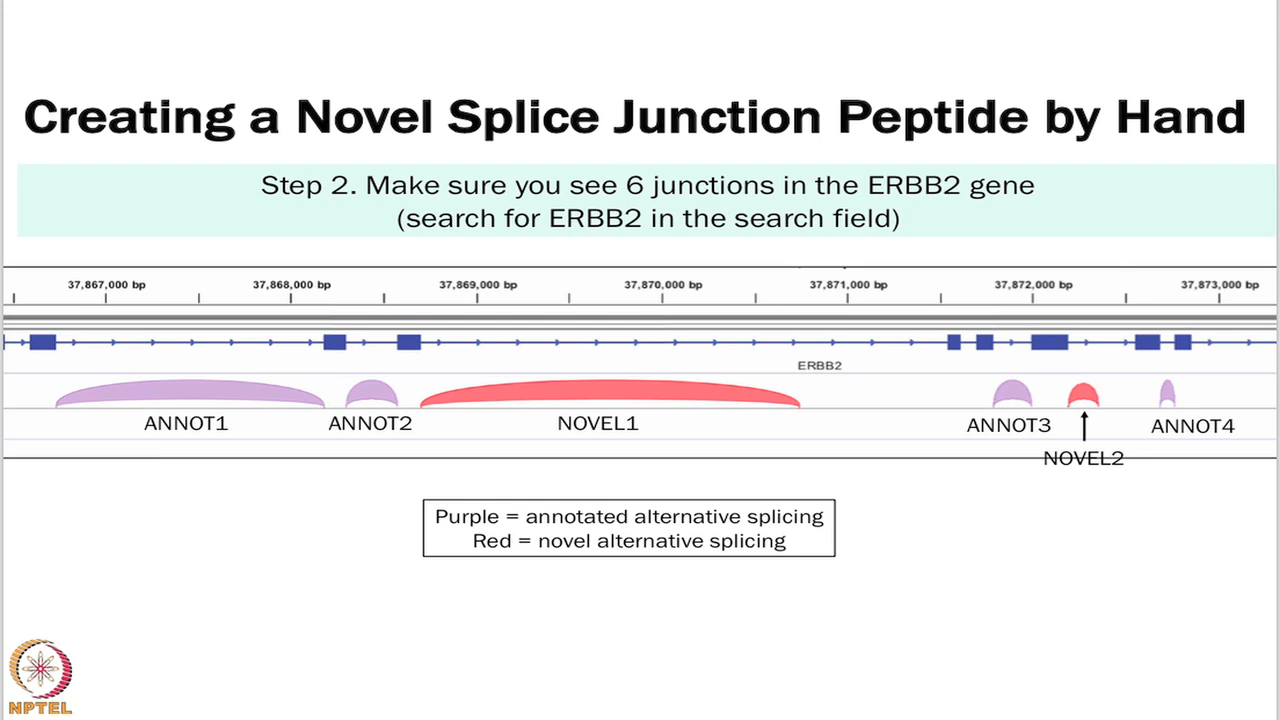 Creating a Novel Splice Junction Peptide by Hand
Step 2. Make sure you see 6 junctions in the ERBB2 gene
(search for ERBB2 in the search field)
37,867,000 bp 37,868,000 bp 37,869,000 bp 37,870,000 bp 37,871,000 bp 37,872,000 bp 37,873,000 bp
ERBB2
ANNOT1 ANNOT2 NOVEL1 ANNOT3 ANNOT4
NOVEL2
Purple = annotated alternative splicing
Red = novel alternative splicing
NPTEL